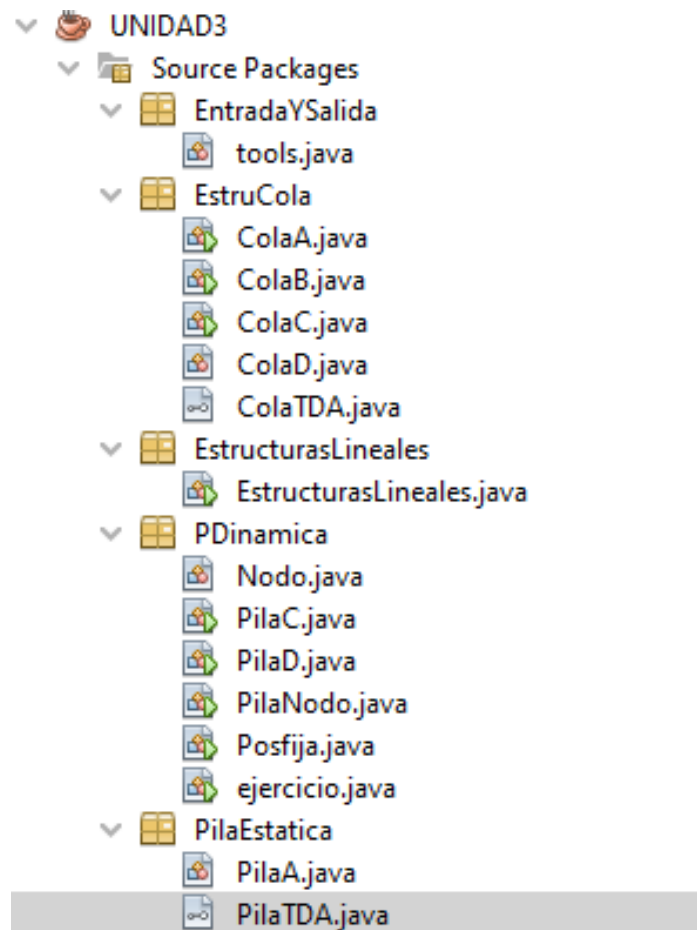 UNIDAD3
Source Packages
EntradaYSalida
tools.java
EstruCola
ColaA.java
ColaB.java
ColaC.java
ColaD.java
ColaTDA.java
EstructurasLineales
EstructurasLineales.java
PDinamica
Nodo.java
PilaC.java
PilaD.java
PilaNodo.java
Posfija.java
ejercicio.java
PilaEstatica
PilaA.java
PilaTDA.java